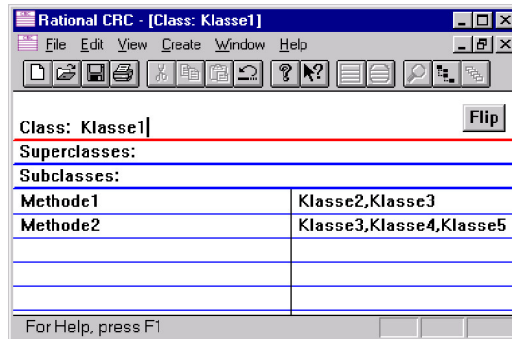 Rational CRC - [Class: Klasse1]
File Edit View Create Window Help
Flip
Class: Klasse1
Superclasses:
Subclasses:
Methode1 Klasse2,Klasse3
Methode2 Klasse3,Klasse4,Klasse5
For Help, press F1